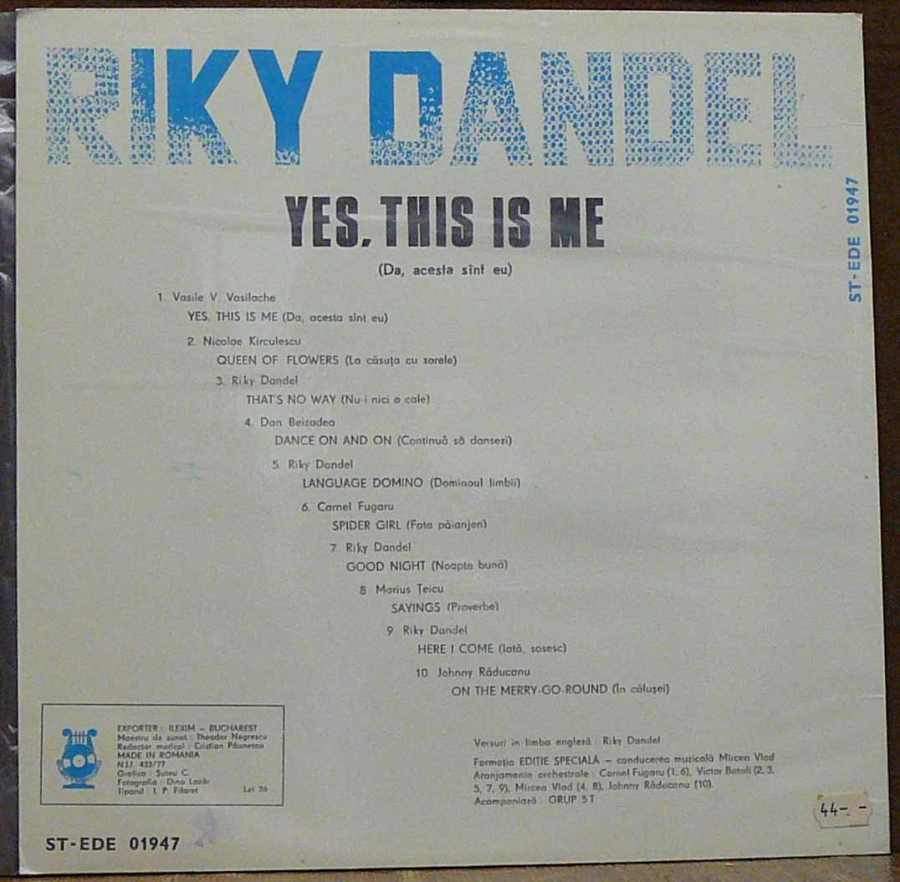 RIKY DANDEL
YES, THIS IS ME
(Da, acesta sînt eu)
ST-EDE 01947
1. Vasile V. Vasilache
YES, THIS IS ME (Da, acesta sînt eu)
2. Nicolae Kirculescu
QUEEN OF FLOWERS (La căsuța cu zorele)
3. Riky Dandel
THAT'S NO WAY (Nu-i nici o cale)
4. Dan Beizadea
DANCE ON AND ON (Continuă să dansezi)
5. Riky Dandel
LANGUAGE DOMINO (Dominoul limbii)
6. Cornel Fugaru
SPIDER GIRL (Fata păianjen)
7 Riky Dandel
GOOD NIGHT (Noapte bună)
8 Marius Țeicu
SAYINGS (Proverbe)
9 Riky Dandel
HERE I COME (Iată, sosesc)
10. Johnny Răducanu
ON THE MERRY-GO-ROUND (În călușei)
EXPORTER : ILEXIM – BUCHAREST
Maestru de sunet : Theodor Negrescu
Redactor muzical : Cristian
MADE IN ROMANIA
N.I.I. 433/77
Grafica : Suteu C.
Fotografia : Dinu Lazăr
Tiparul : I. P. Filaret
Lei
Versuri în limba engleză : Riky Dandel
Formația EDIȚIE SPECIALĂ – conducerea muzicală Mircea Vlad
Aranjamente orchestrale : Cornel Fugaru (1, 6), Victor (2, 3,
5, 7, 9), Mircea Vlad (4, 8), Johnny Răducanu (10).
Acompaniază : GRUP 5T
44-
ST-EDE 01947